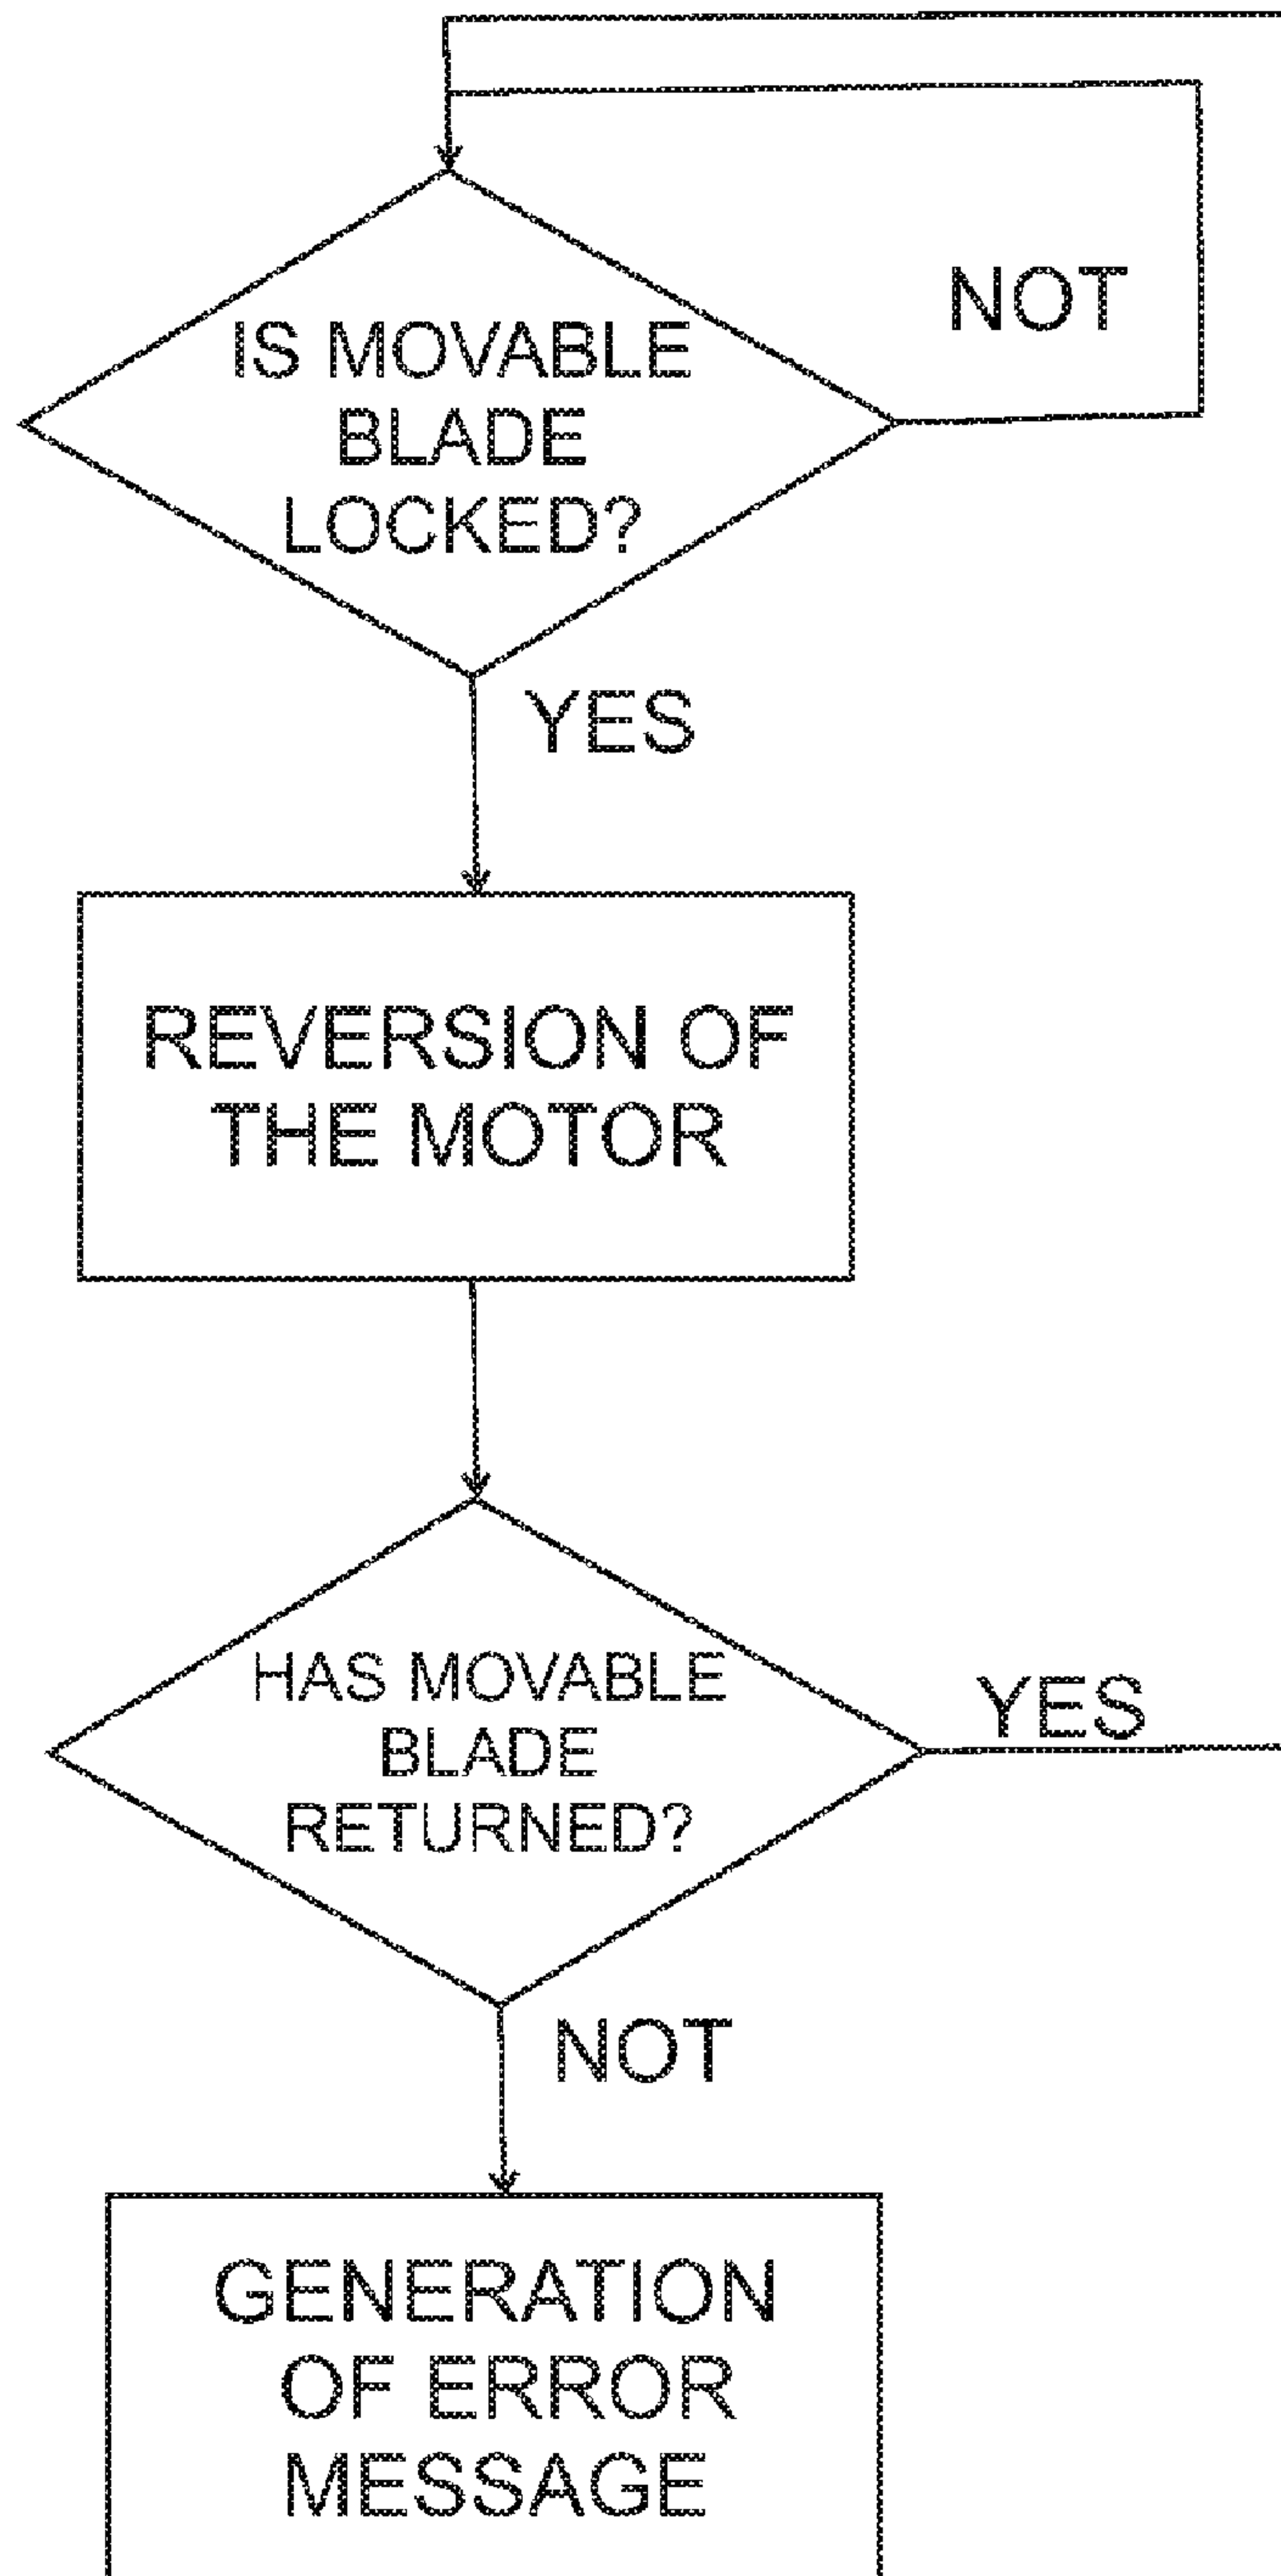 IS MOVABLE
BLADE
LOCKED?
NOT
YES
REVERSION OF
THE MOTOR
HAS MOVABLE
BLADE
RETURNED?
YES
NOT
GENERATION
OF ERROR
MESSAGE